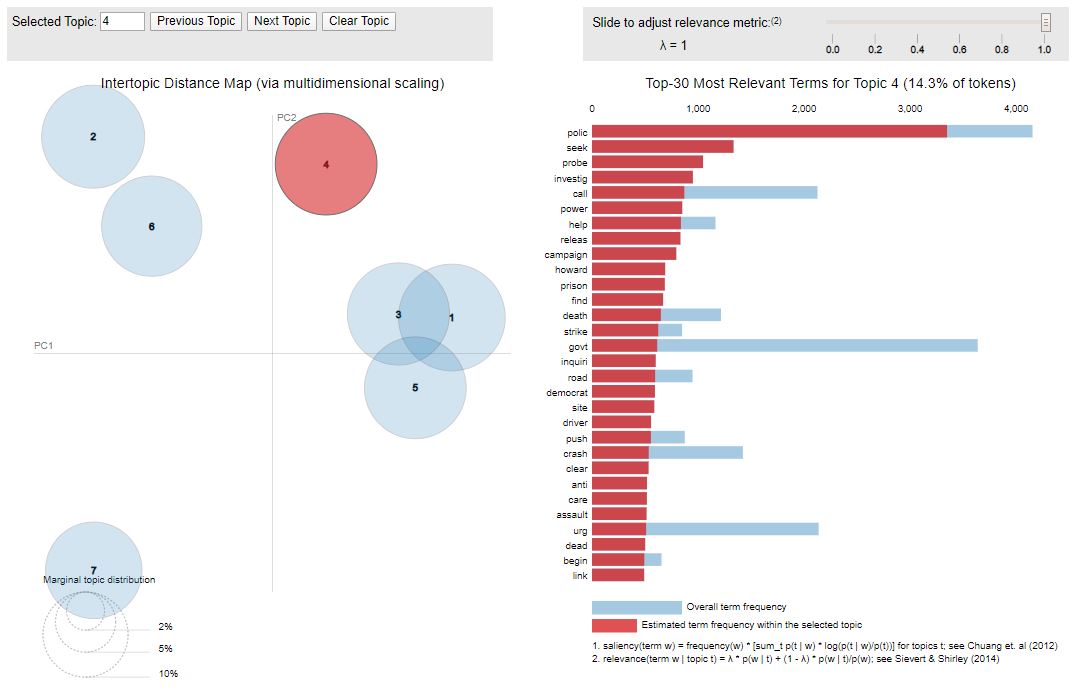 Selected Topic: 4 Previous Topic Next Topic Clear Topic
Slide to adjust relevance metric:(2)
λ = 1
0.0 0.2 0.4 0.6 0.8 1.0
Intertopic Distance Map (via multidimensional scaling)
PC2
PC1
2
4
6
3
1
5
7
Marginal topic distribution
2%
5%
10%
Top-30 Most Relevant Terms for Topic 4 (14.3% of tokens)
0 1,000 2,000 3,000 4,000
polic
seek
probe
investig
call
power
help
releas
campaign
howard
prison
find
death
strike
govt
inquiri
road
democrat
site
driver
push
crash
clear
anti
care
assault
urg
dead
begin
link
Overall term frequency
Estimated term frequency within the selected topic
1. saliency(term w) = frequency(w) * [sum_t p(t | w) * log(p(t | w)/p(t))] for topics t; see Chuang et. al (2012)
2. relevance(term w | topic t) = λ * p(w | t) + (1 - λ) * p(w | t)/p(w); see Sievert & Shirley (2014)